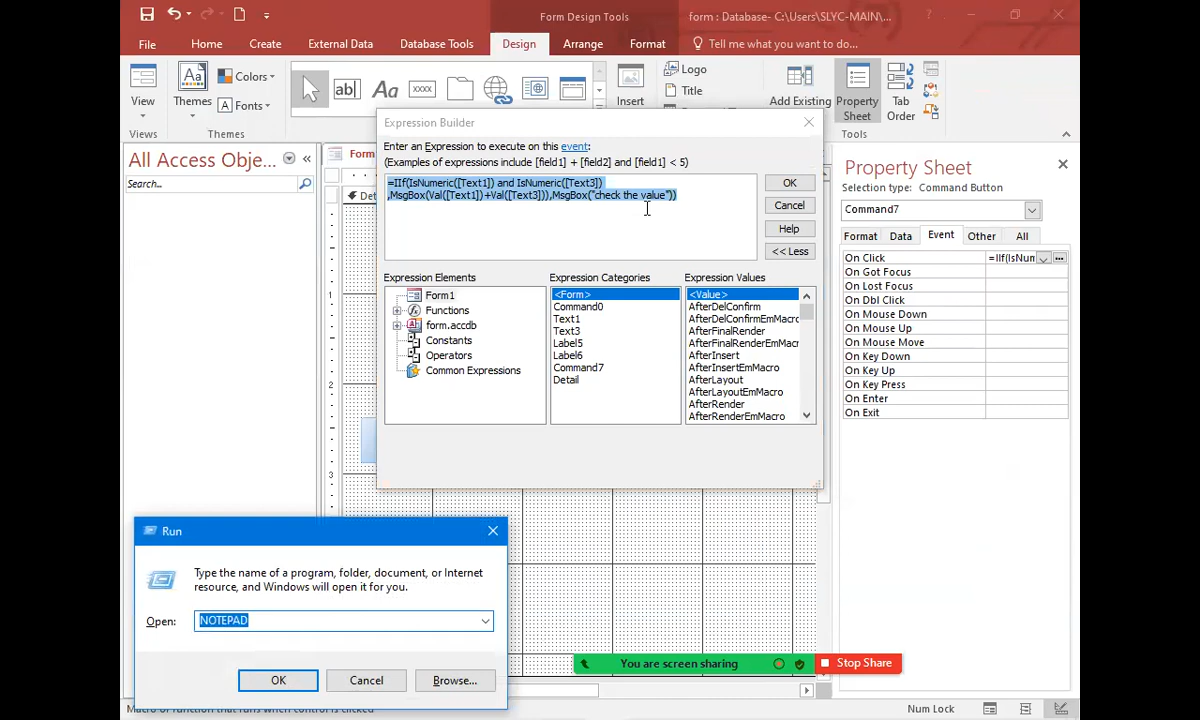 Form Design Tools
form : Database- C:\Users\SLYC-MAIN\...
File
Home
Create
External Data
Database Tools
Design
Arrange
Format
Tell me what you want to do...
View
Views
Aa
Themes
Colors
Fonts
Themes
ab|
Aa
xxxx
Insert
Logo
Title
Add Existing
Property
Sheet
Tab
Order
Tools
All Access Obje...
Search...
Form
Det
1
2
3
Expression Builder
Enter an Expression to execute on this event:
(Examples of expressions include [field1] + [field2] and [field1] < 5)
=IIf(IsNumeric([Text1]) and IsNumeric([Text3])
,MsgBox(Val([Text1])+Val([Text3])),MsgBox("check the value"))
OK
Cancel
Help
<< Less
Expression Elements
Form1
Functions
form.accdb
Constants
Operators
Common Expressions
Expression Categories
<Form>
Command0
Text1
Text3
Label5
Label6
Command7
Detail
Expression Values
<Value>
AfterDelConfirm
AfterDelConfirmEmMacro
AfterFinalRender
AfterFinalRenderEmMacr
AfterInsert
AfterInsertEmMacro
AfterLayout
AfterLayoutEmMacro
AfterRender
AfterRenderEmMacro
Property Sheet
Selection type: Command Button
Command7
Format
Data
Event
Other
All
On Click
=IIf(IsNum
On Got Focus
On Lost Focus
On Dbl Click
On Mouse Down
On Mouse Up
On Mouse Move
On Key Down
On Key Up
On Key Press
On Enter
On Exit
Run
Type the name of a program, folder, document, or Internet
resource, and Windows will open it for you.
Open:
NOTEPAD
OK
Cancel
Browse...
You are screen sharing
Stop Share
Num Lock